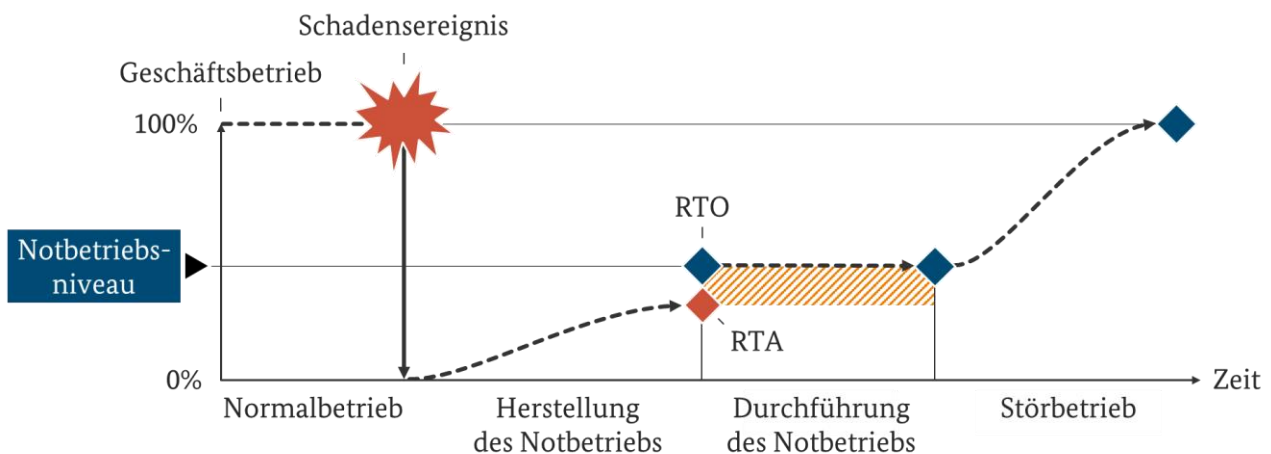 Schadensereignis
Geschäftsbetrieb
100%
RTO
Notbetriebs-
niveau
RTA
0%
Zeit
Normalbetrieb
Herstellung
des Notbetriebs
Durchführung
des Notbetriebs
Störbetrieb